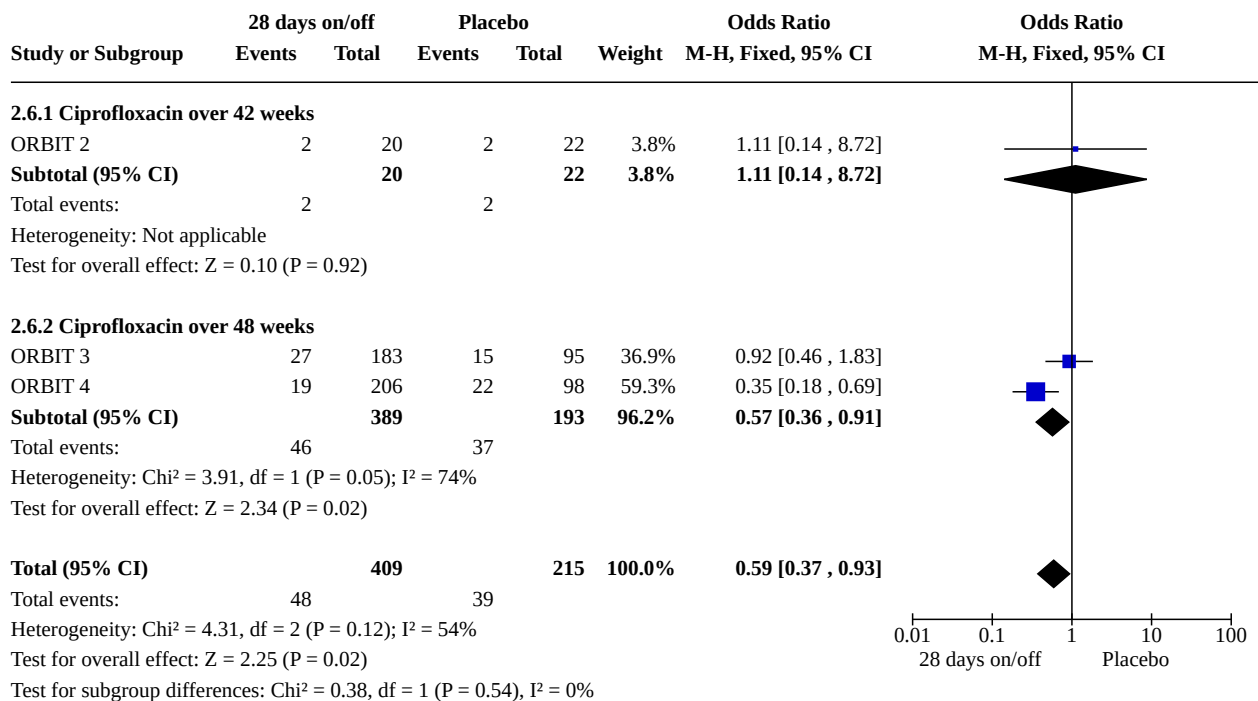 28 days on/off Placebo Odds Ratio Odds Ratio
Study or Subgroup Events Total Events Total Weight M-H, Fixed, 95% CI M-H, Fixed, 95% CI
2.6.1 Ciprofloxacin over 42 weeks
ORBIT 2 2 20 2 22 3.8% 1.11 [0.14 , 8.72]
Subtotal (95% CI) 20 22 3.8% 1.11 [0.14 , 8.72]
Total events: 2 2
Heterogeneity: Not applicable
Test for overall effect: Z = 0.10 (P = 0.92)
2.6.2 Ciprofloxacin over 48 weeks
ORBIT 3 27 183 15 95 36.9% 0.92 [0.46 , 1.83]
ORBIT 4 19 206 22 98 59.3% 0.35 [0.18 , 0.69]
Subtotal (95% CI) 389 193 96.2% 0.57 [0.36 , 0.91]
Total events: 46 37
Heterogeneity: Chi² = 3.91, df = 1 (P = 0.05); I² = 74%
Test for overall effect: Z = 2.34 (P = 0.02)
Total (95% CI) 409 215 100.0% 0.59 [0.37 , 0.93]
Total events: 48 39
Heterogeneity: Chi² = 4.31, df = 2 (P = 0.12); I² = 54%
0.01 0.1 1 10 100
Test for overall effect: Z = 2.25 (P = 0.02)
28 days on/off Placebo
Test for subgroup differences: Chi² = 0.38, df = 1 (P = 0.54), I² = 0%